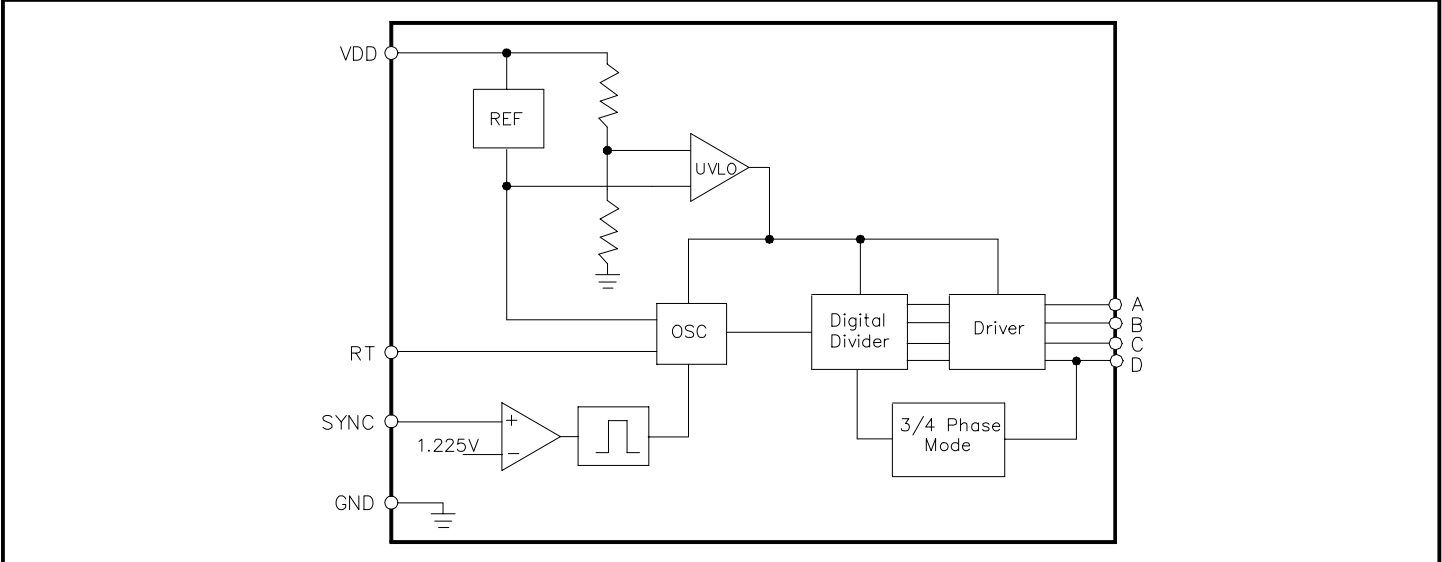 VDD
REF
UVLO
A
B
C
D
OSC
Digital
Divider
Driver
RT
SYNC
+
1.225V
−
3/4 Phase
Mode
GND